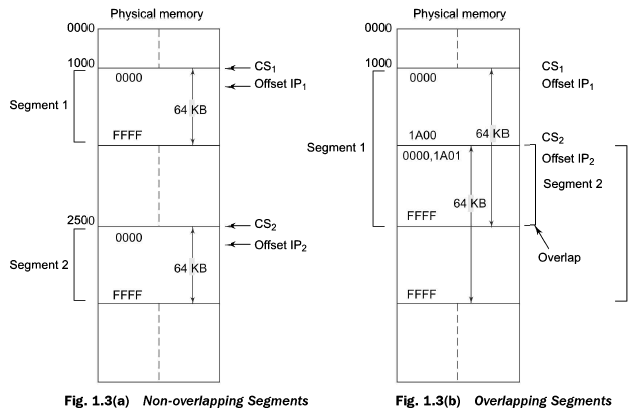 Physical memory
0000
1000
CS1
0000
Offset IP1
Segment 1
64 KB
FFFF
2500
CS2
0000
Offset IP2
Segment 2
64 KB
FFFF
Fig. 1.3(a) Non-overlapping Segments
Physical memory
0000
1000
CS1
0000
Offset IP1
1A00
64 KB
CS2
Segment 1
0000,1A01
Offset IP2
Segment 2
64 KB
FFFF
Overlap
FFFF
Fig. 1.3(b) Overlapping Segments